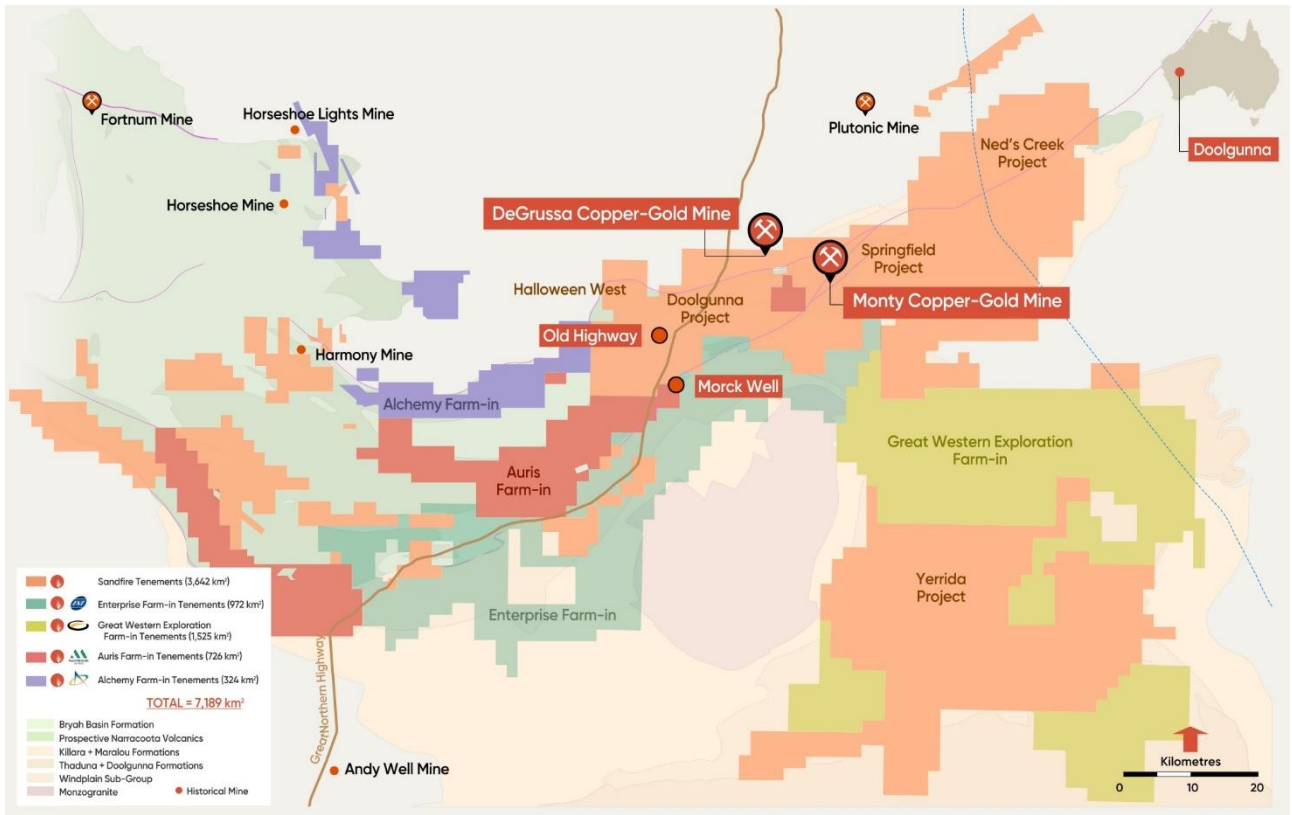 Fortnum Mine
Horseshoe Lights Mine
Plutonic Mine
Ned's Creek
Project
Doolgunna
Horseshoe Mine
DeGrussa Copper-Gold Mine
Springfield
Project
Halloween West
Doolgunna
Project
Monty Copper-Gold Mine
Old Highway
Harmony Mine
Morck Well
Alchemy Farm-in
Great Western Exploration
Farm-in
Auris
Farm-in
Yerrida
Project
Enterprise Farm-in
Great Northern Highway
Andy Well Mine
Sandfire Tenements (3,642 km²)
Enterprise Farm-in Tenements (972 km²)
Great Western Exploration
Farm-in Tenements (1,525 km²)
Auris Farm-in Tenements (726 km²)
Alchemy Farm-in Tenements (324 km²)
TOTAL = 7,189 km²
Bryah Basin Formation
Prospective Narracoota Volcanics
Killara + Maralou Formations
Thaduna + Doolgunna Formations
Windplain Sub-Group
Monzogranite
Historical Mine
Kilometres
0 10 20